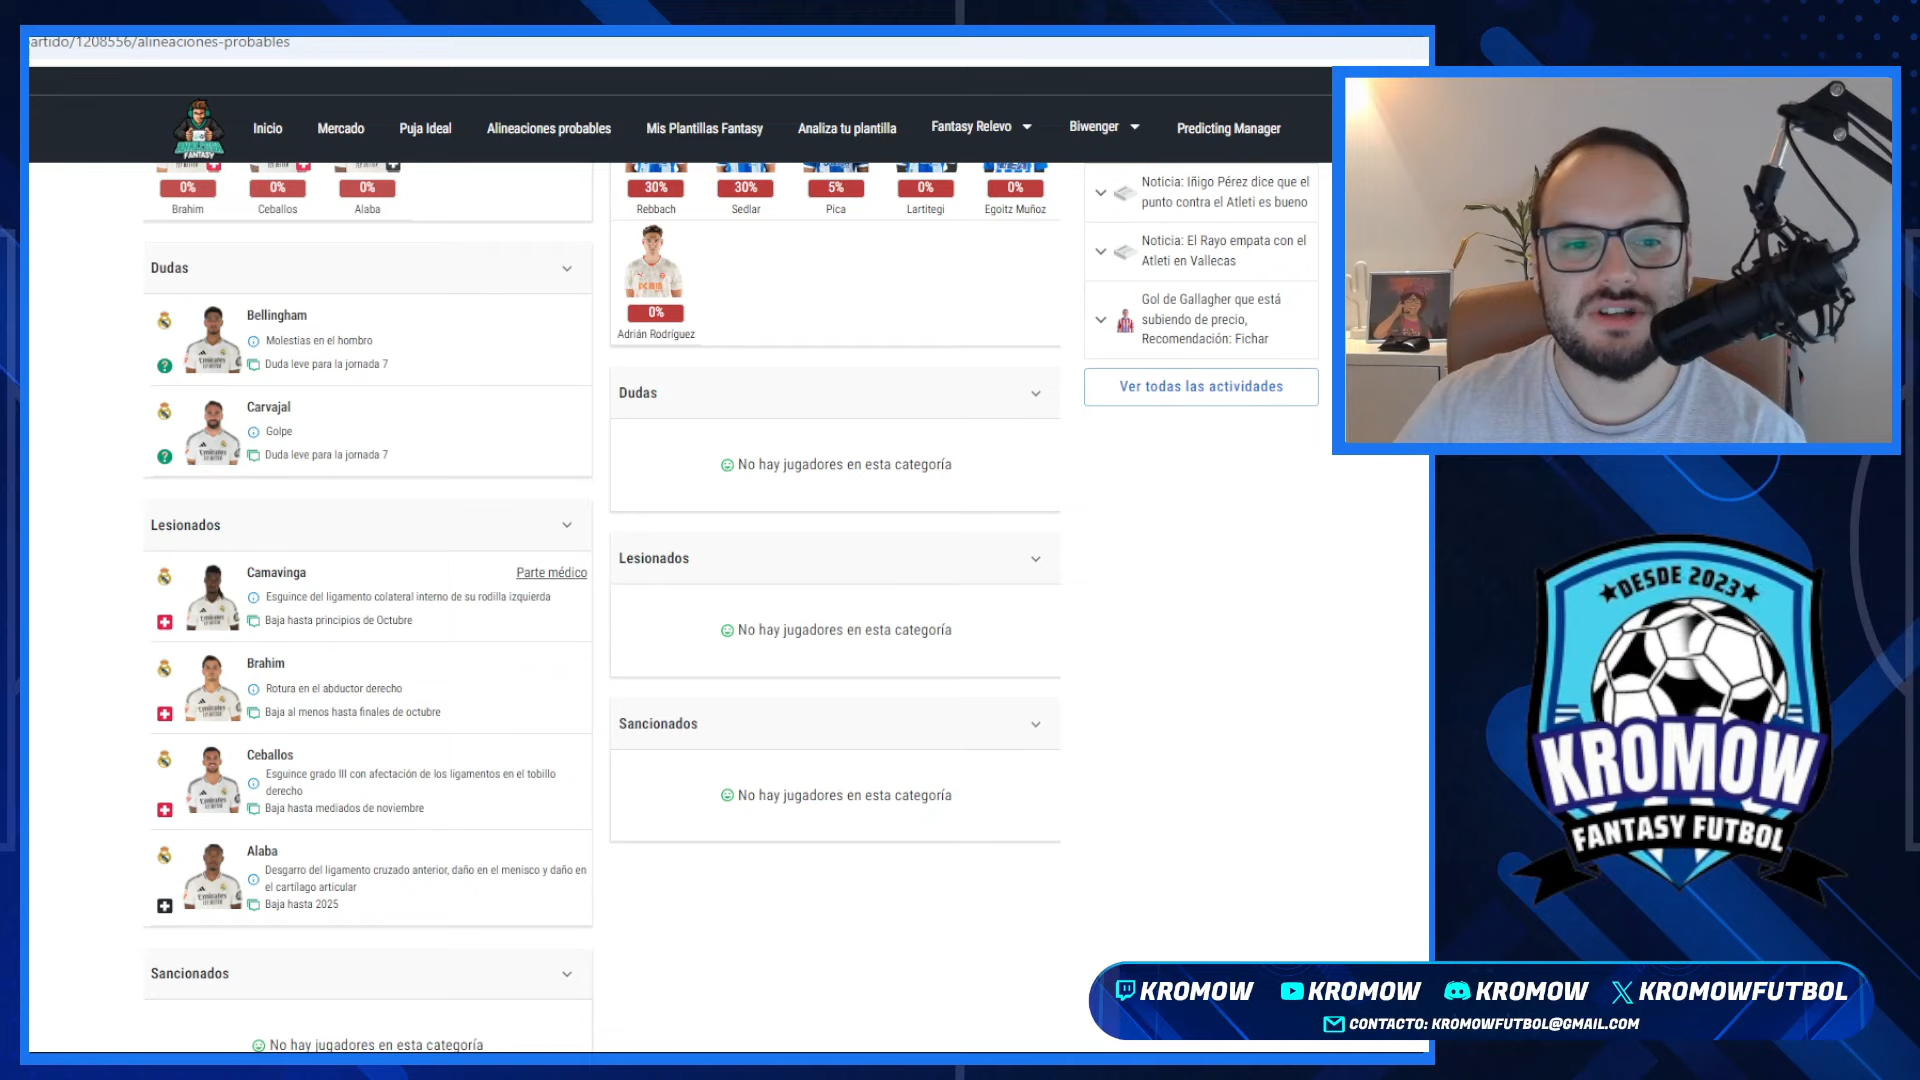 artido/1208556/alineaciones-probables
Inicio
Mercado
Puja Ideal
Alineaciones probables
Mis Plantillas Fantasy
Analiza tu plantilla
Fantasy Relevo
Biwenger
Predicting Manager
FANTASY
0%
0%
0%
Brahim
Ceballos
Alaba
30%
30%
5%
0%
0%
Rebbach
Sedlar
Pica
Lartitegi
Egoitz Muñoz
0%
Adrián Rodríguez
Dudas
Bellingham
Molestias en el hombro
Duda leve para la jornada 7
Carvajal
Golpe
Duda leve para la jornada 7
Lesionados
Camavinga
Parte médico
Esguince del ligamento colateral interno de su rodilla izquierda
Baja hasta principios de Octubre
Brahim
Rotura en el abductor derecho
Baja al menos hasta finales de octubre
Ceballos
Esguince grado III con afectación de los ligamentos en el tobillo
derecho
Baja hasta mediados de noviembre
Alaba
Desgarro del ligamento cruzado anterior, daño en el menisco y daño en
el cartílago articular
Baja hasta 2025
Sancionados
No hay jugadores en esta categoría
Dudas
No hay jugadores en esta categoría
Lesionados
No hay jugadores en esta categoría
Sancionados
No hay jugadores en esta categoría
Noticia: Iñigo Pérez dice que el
punto contra el Atleti es bueno
Noticia: El Rayo empata con el
Atleti en Vallecas
Gol de Gallagher que está
subiendo de precio,
Recomendación: Fichar
Ver todas las actividades
DESDE 2023
KROMOW
FANTASY FUTBOL
KROMOW
KROMOW
KROMOW
KROMOWFUTBOL
CONTACTO: KROMOWFUTBOL@GMAIL.COM